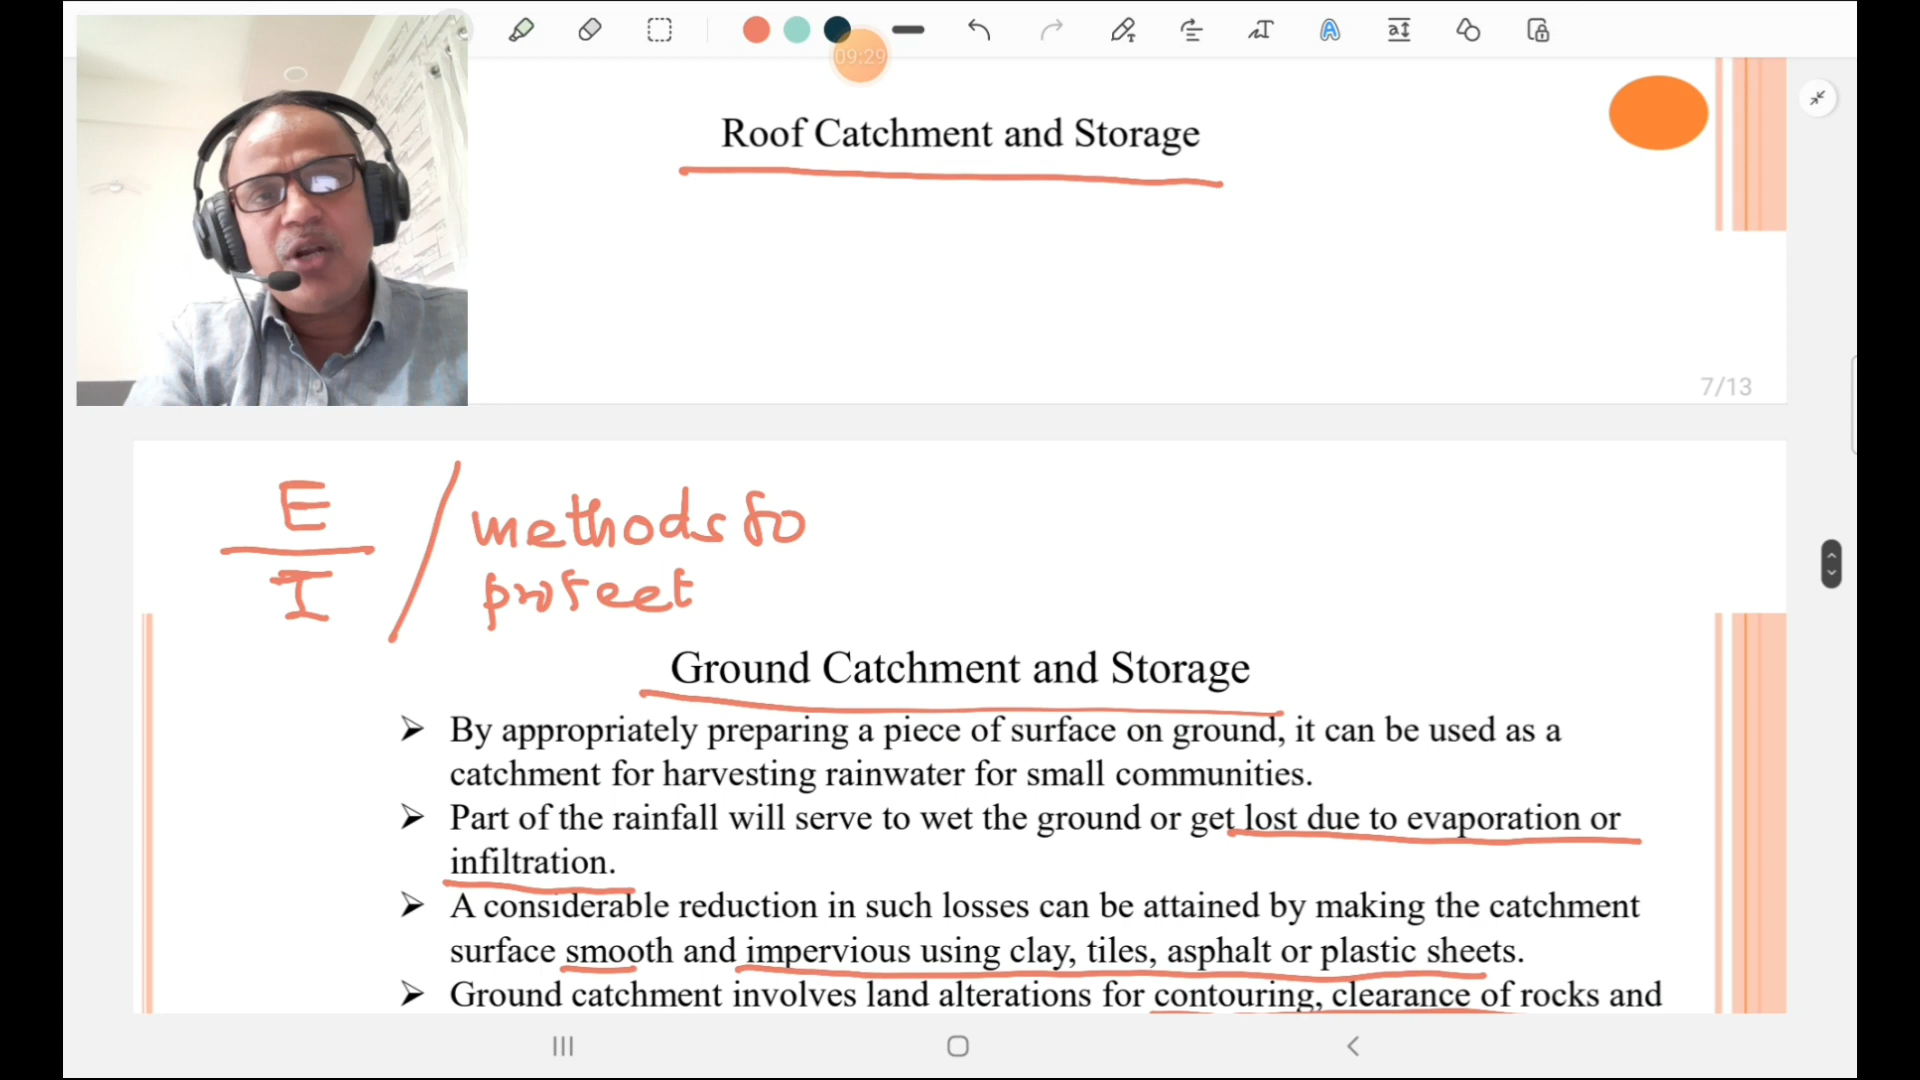 09:29
Roof Catchment and Storage
7/13
E
I
methods to
protect
Ground Catchment and Storage
➤ By appropriately preparing a piece of surface on ground, it can be used as a
catchment for harvesting rainwater for small communities.
➤ Part of the rainfall will serve to wet the ground or get lost due to evaporation or
infiltration.
➤ A considerable reduction in such losses can be attained by making the catchment
surface smooth and impervious using clay, tiles, asphalt or plastic sheets.
➤ Ground catchment involves land alterations for contouring, clearance of rocks and